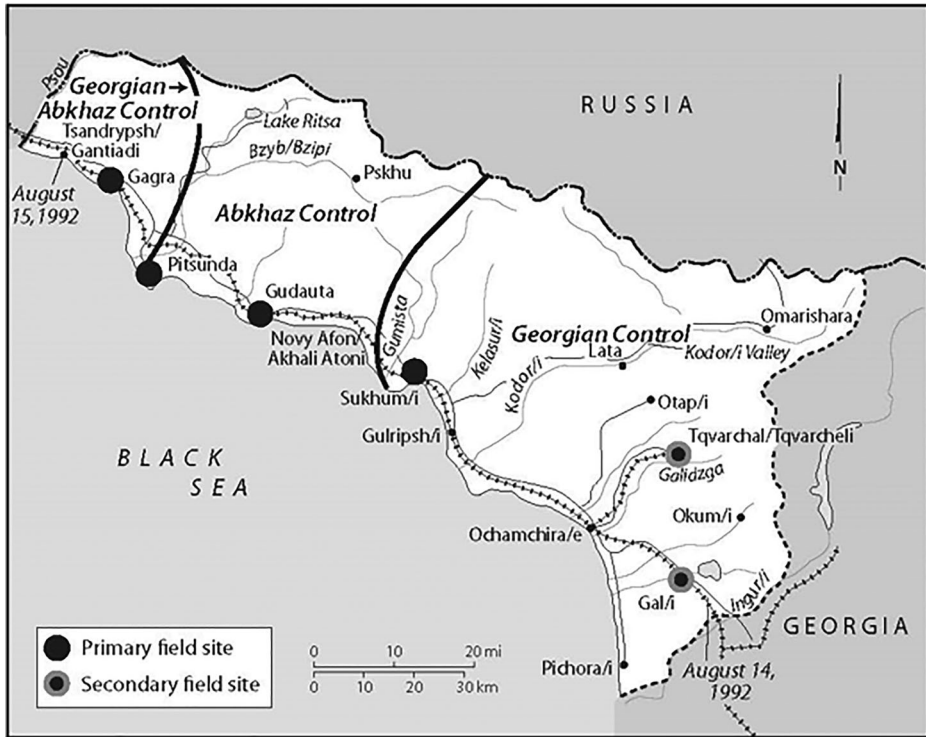 Psou
Georgian→
Abkhaz Control
Tsandrypsh/
Gantiadi
August
15, 1992
Gagra
Lake Ritsa
Bzyb/Bzipi
Pskhu
RUSSIA
N
Abkhaz Control
Pitsunda
Gudauta
Novy Afon/
Akhali Atoni
Gumista
Sukhum/i
Gulripsh/i
Kelasur/i
Kodor/i
Georgian Control
Lata
Omarishara
Kodor/i Valley
Otap/i
Tqvarchal/Tqvarcheli
Galidzga
BLACK
SEA
Ochamchira/e
Okum/i
Gal/i
Ingur/i
GEORGIA
Pichora/i
August 14,
1992
Primary field site
Secondary field site
0 10 20 mi
0 10 20 30 km